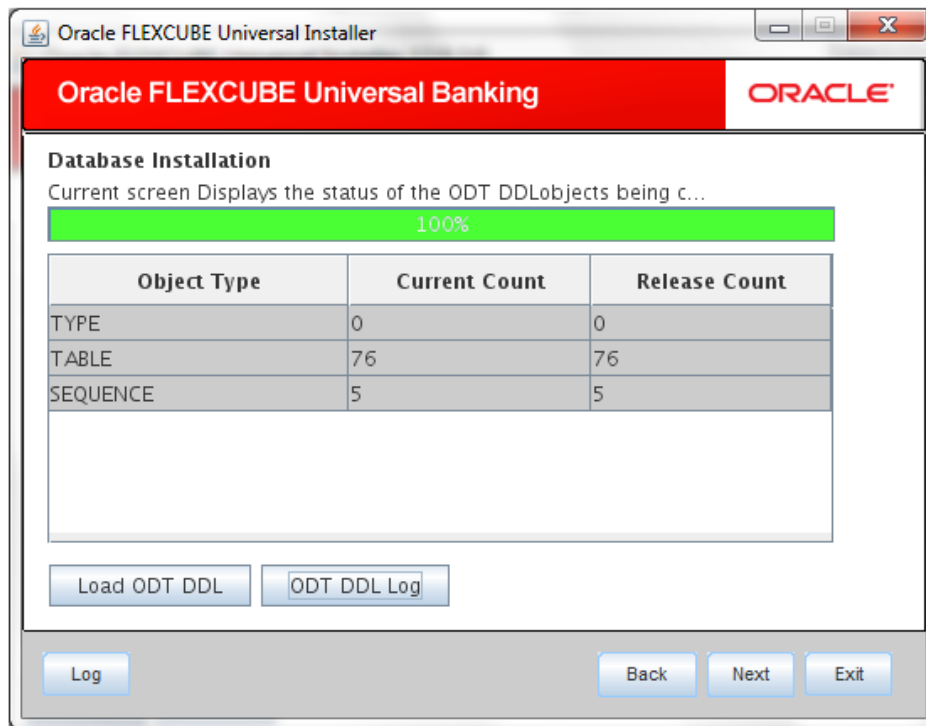 Oracle FLEXCUBE Universal Installer
Oracle FLEXCUBE Universal Banking
ORACLE
Database Installation
Current screen Displays the status of the ODT DDLobjects being c...
100%
Object Type Current Count Release Count
TYPE 0 0
TABLE 76 76
SEQUENCE 5 5
Load ODT DDL ODT DDL Log
Log Back Next Exit